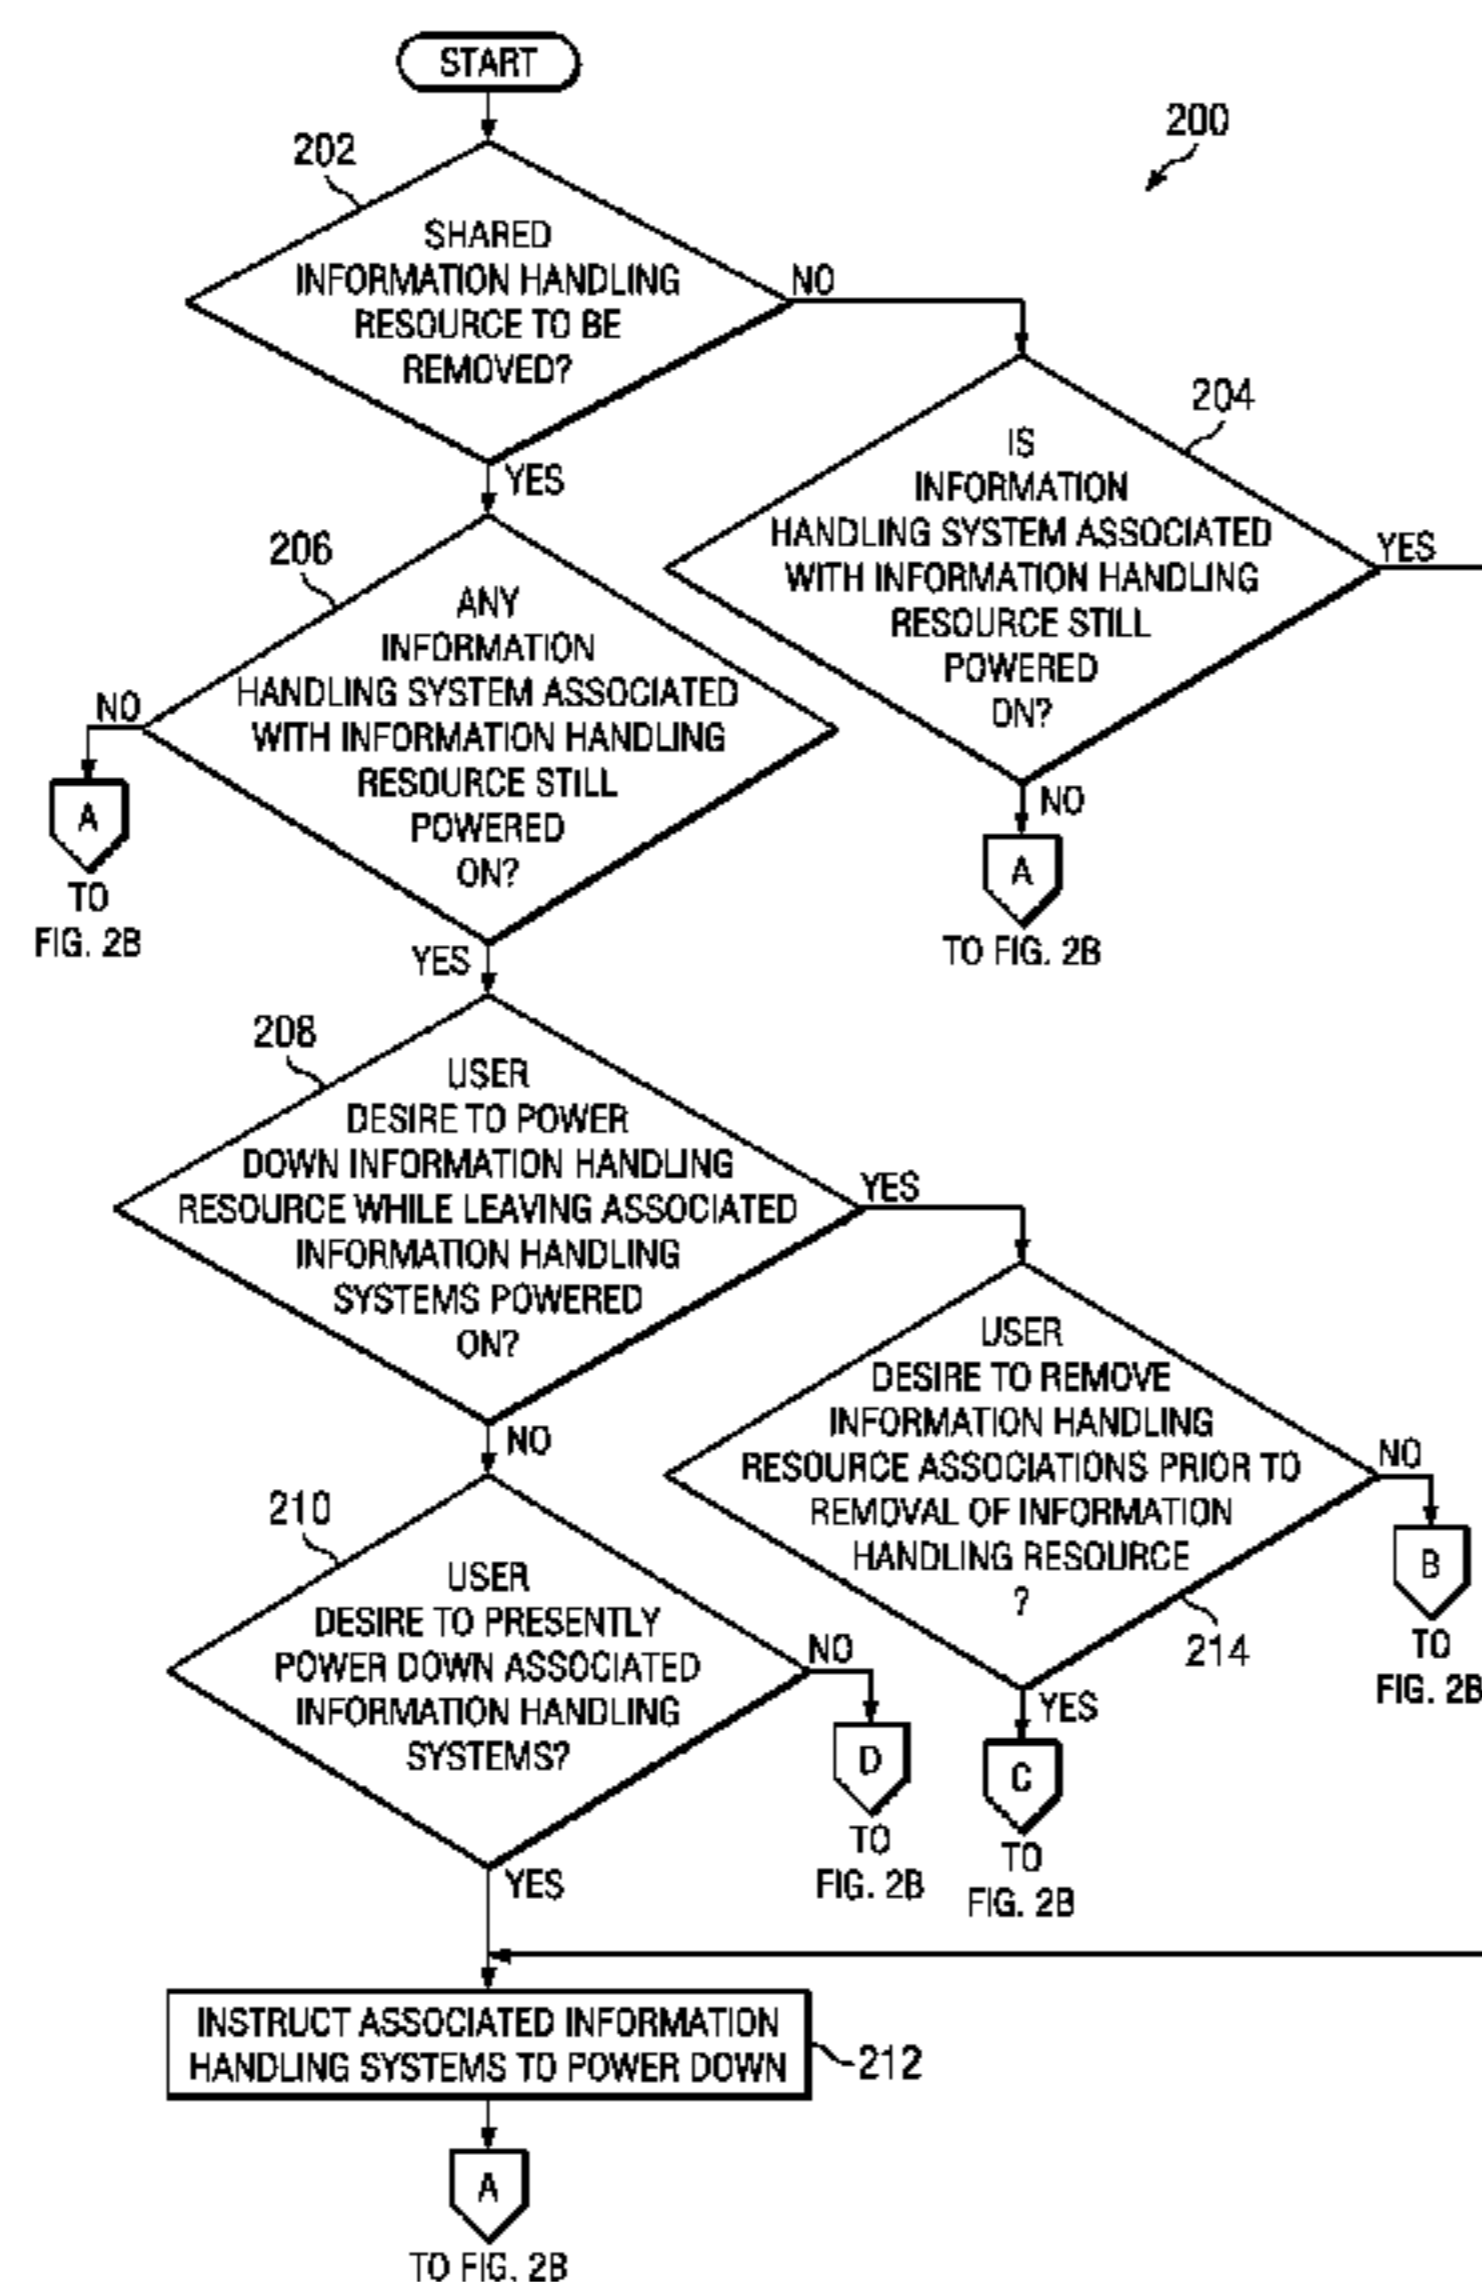 START
200
202
SHARED
INFORMATION HANDLING
RESOURCE TO BE
REMOVED?
NO
YES
204
IS
INFORMATION
HANDLING SYSTEM ASSOCIATED
WITH INFORMATION HANDLING
RESOURCE STILL
POWERED
ON?
YES
NO
A
TO FIG. 2B
206
ANY
INFORMATION
HANDLING SYSTEM ASSOCIATED
WITH INFORMATION HANDLING
RESOURCE STILL
POWERED
ON?
NO
A
TO
FIG. 2B
YES
208
USER
DESIRE TO POWER
DOWN INFORMATION HANDLING
RESOURCE WHILE LEAVING ASSOCIATED
INFORMATION HANDLING
SYSTEMS POWERED
ON?
YES
NO
USER
DESIRE TO REMOVE
INFORMATION HANDLING
RESOURCE ASSOCIATIONS PRIOR TO
REMOVAL OF INFORMATION
HANDLING RESOURCE
?
214
NO
B
TO
FIG. 2B
YES
C
TO
FIG. 2B
210
USER
DESIRE TO PRESENTLY
POWER DOWN ASSOCIATED
INFORMATION HANDLING
SYSTEMS?
NO
D
TO
FIG. 2B
YES
INSTRUCT ASSOCIATED INFORMATION
HANDLING SYSTEMS TO POWER DOWN
212
A
TO FIG. 2B